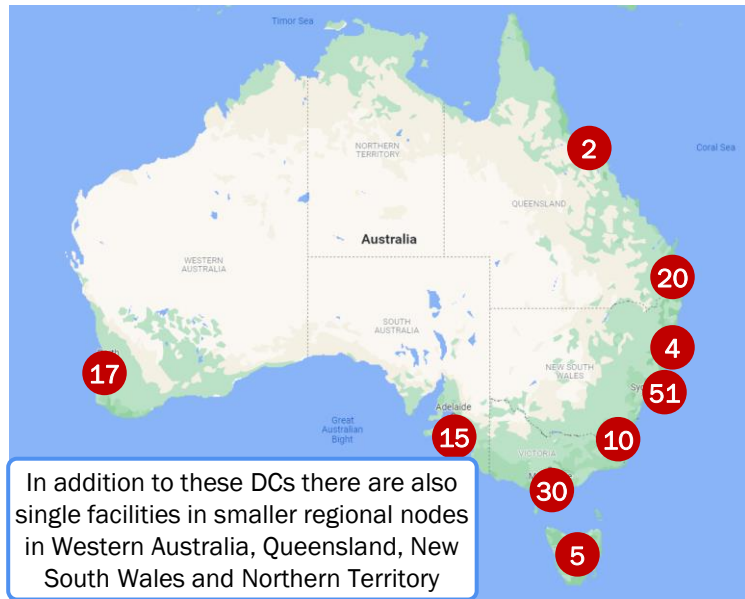 Timor Sea
NORTHERN
TERRITORY
2
Coral Sea
QUEENSLAND
Australia
WESTERN
AUSTRALIA
20
SOUTH
AUSTRALIA
4
NEW SOUTH
WALES
17
51
Adelaide
Great
Australian
Bight
15
10
VICTORIA
30
5
In addition to these DCs there are also
single facilities in smaller regional nodes
in Western Australia, Queensland, New
South Wales and Northern Territory